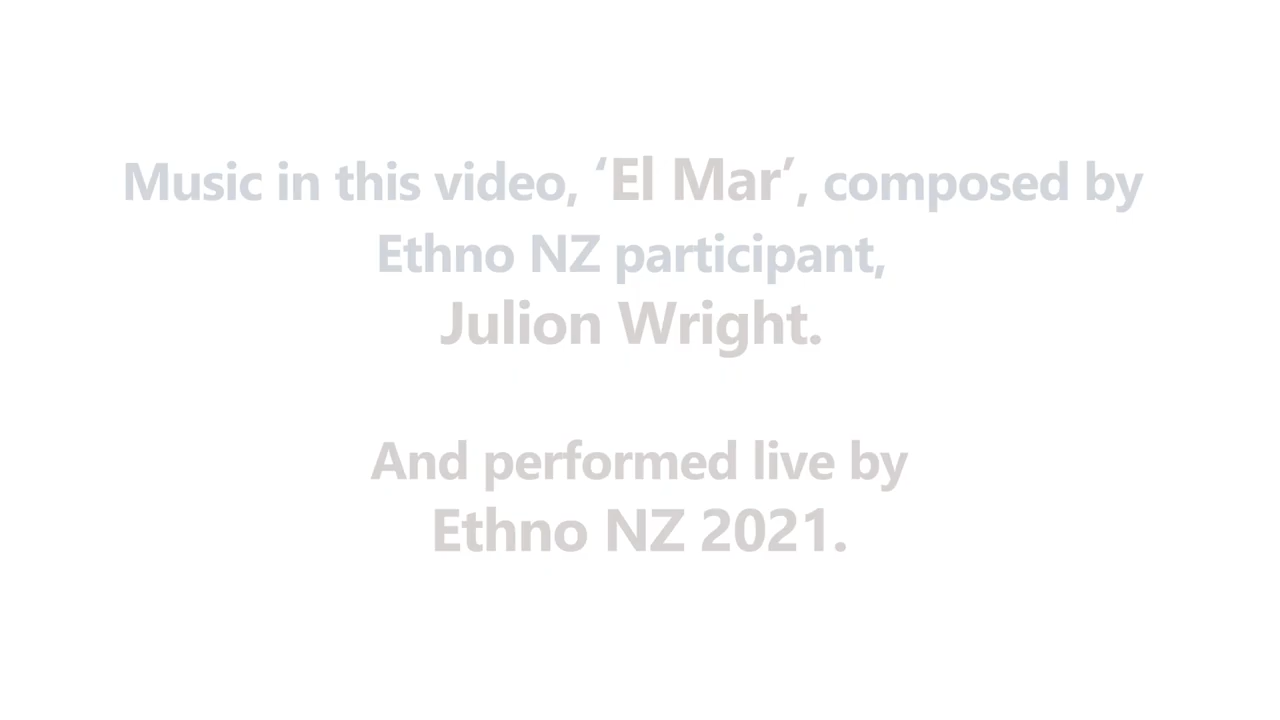 Music in this video, ‘El Mar’, composed by
Ethno NZ participant,
Julion Wright.
And performed live by
Ethno NZ 2021.